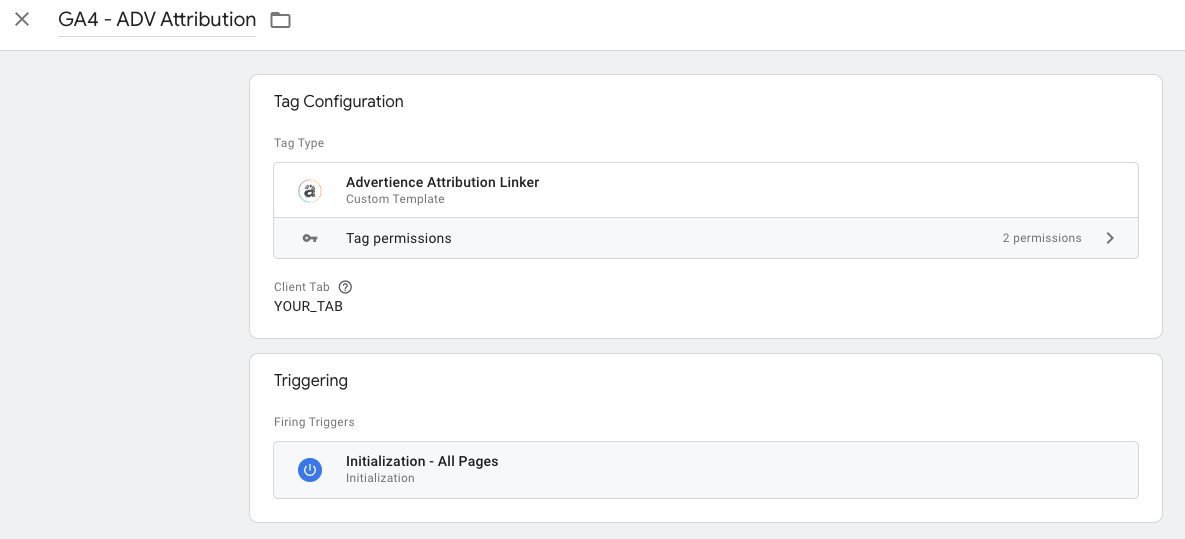 GA4 - ADV Attribution
Tag Configuration
Tag Type
Advertience Attribution Linker
Custom Template
Tag permissions
2 permissions
Client Tab
YOUR_TAB
Triggering
Firing Triggers
Initialization - All Pages
Initialization